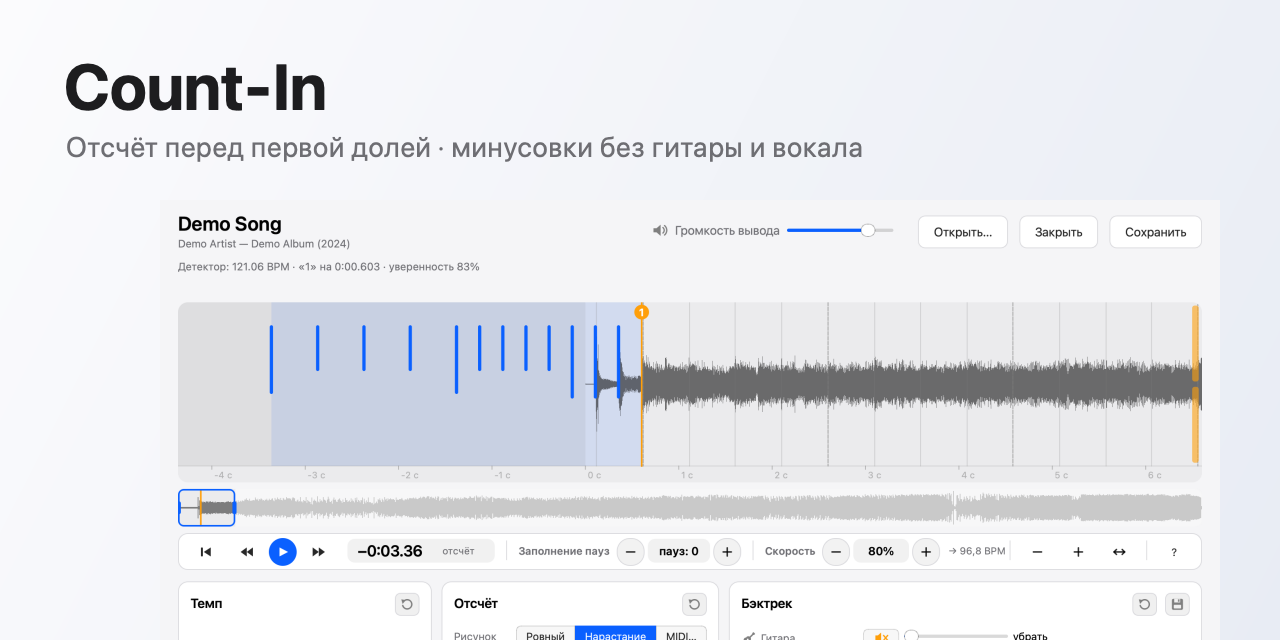 Count-In
Отсчёт перед первой долей · минусовки без гитары и вокала
Demo Song
Demo Artist — Demo Album (2024)
Громкость вывода
Открыть...
Закрыть
Сохранить
Детектор: 121.06 BPM · «1» на 0:00.603 · уверенность 83%
1
-4 с -3 с -2 с -1 с 0 с 1 с 2 с 3 с 4 с 5 с 6 с
−0:03.36 отсчёт Заполнение пауз − пауз: 0 + Скорость − 80% + → 96,8 BPM − + ↔ ?
Темп
Отсчёт
Бэктрек
Рисунок Ровный Нарастание MIDI...
Гитара убрать